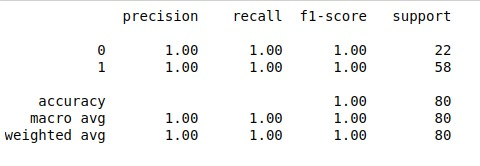 precision recall f1-score support
0 1.00 1.00 1.00 22
1 1.00 1.00 1.00 58
accuracy 1.00 80
macro avg 1.00 1.00 1.00 80
weighted avg 1.00 1.00 1.00 80